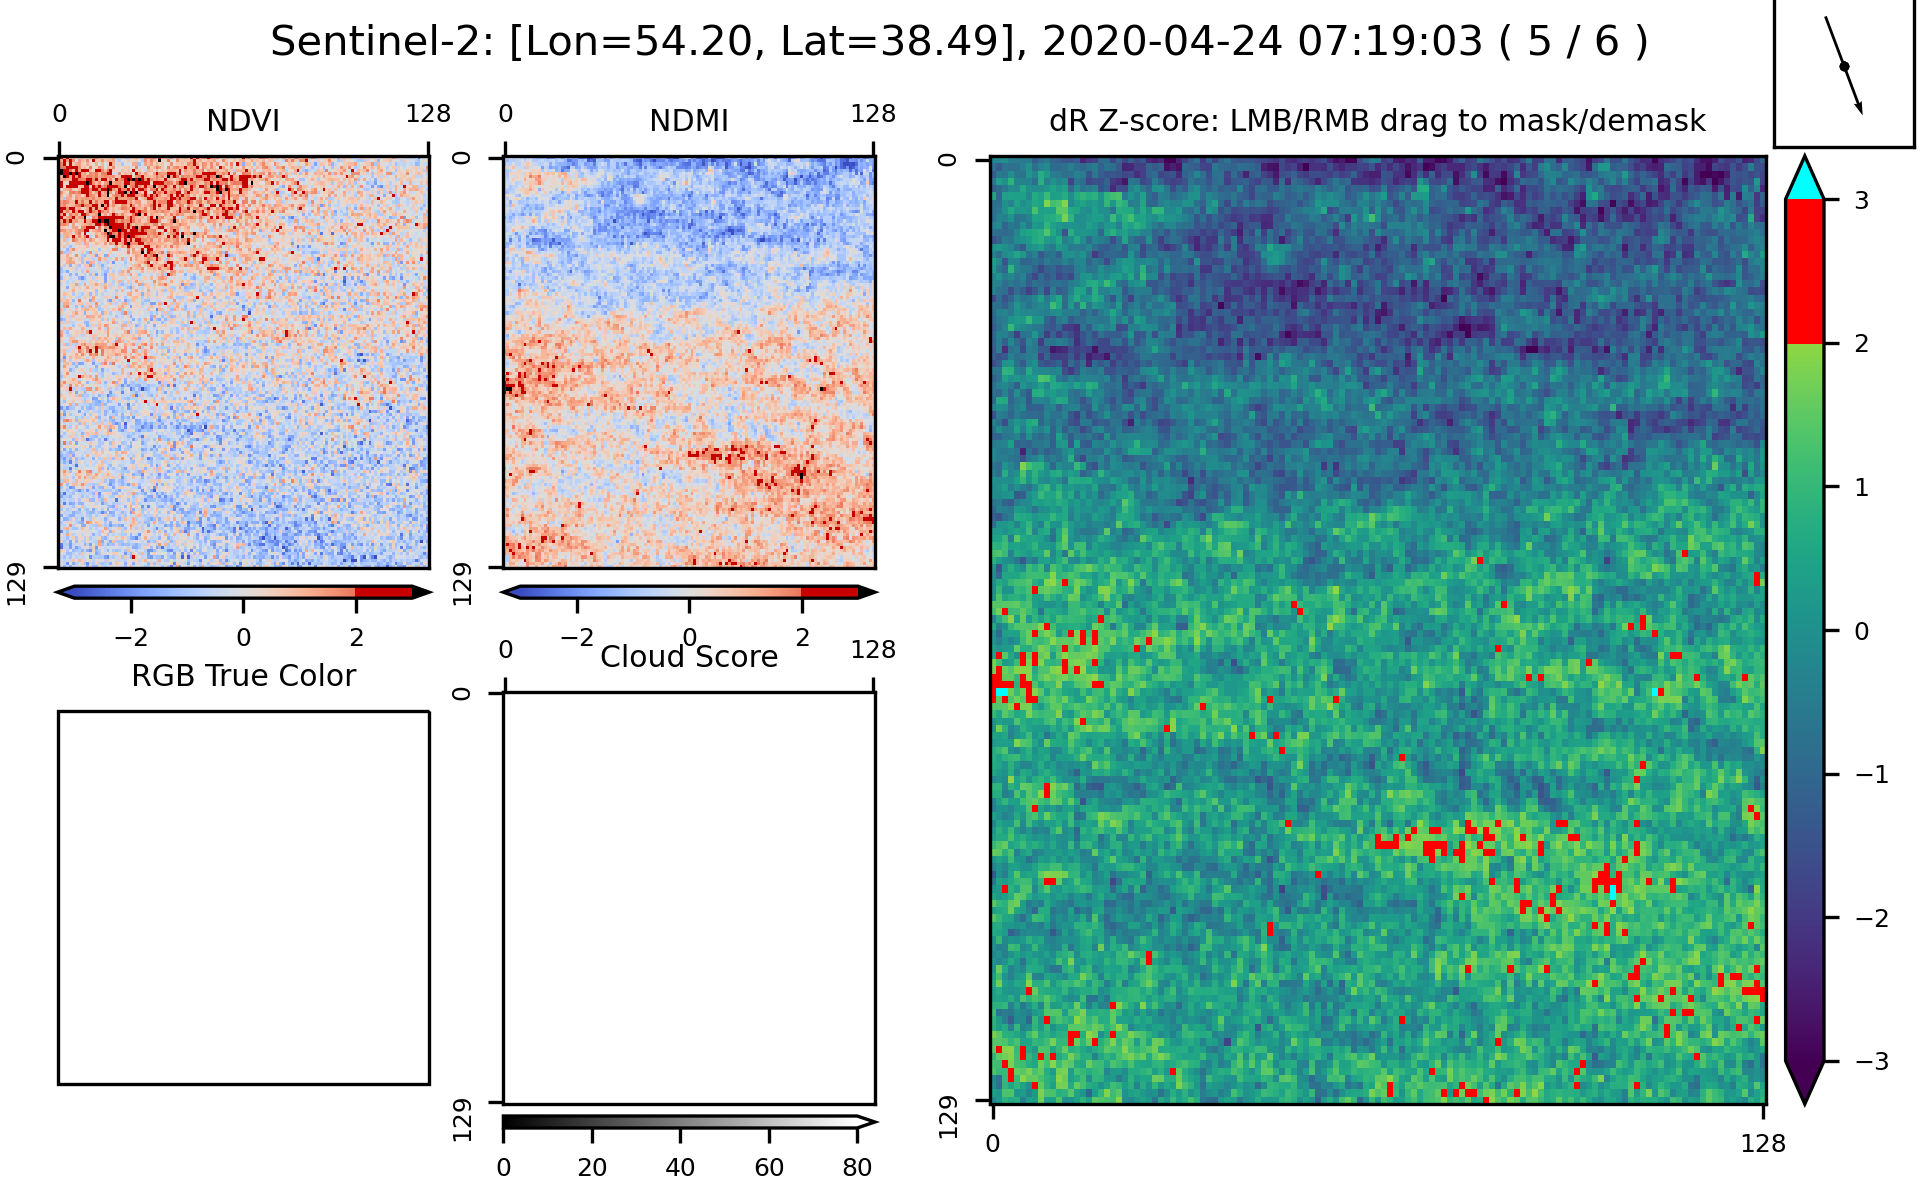 Sentinel-2: [Lon=54.20, Lat=38.49], 2020-04-24 07:19:03 ( 5 / 6 )
NDVI
0 128
0
129
−2 0 2
NDMI
0 128
0
129
−2 0 2
dR Z-score: LMB/RMB drag to mask/demask
0
129
0 128
3
2
1
0
−1
−2
−3
RGB True Color
Cloud Score
0 128
0
129
0 20 40 60 80